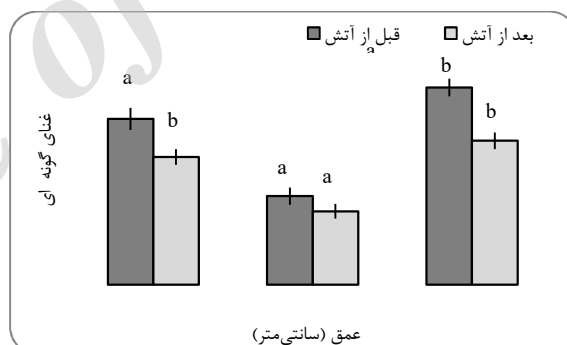 قبل از آتش بعد از آتش
a
a b a a b b
غنای گونه ای
عمق (سانتی‌متر)